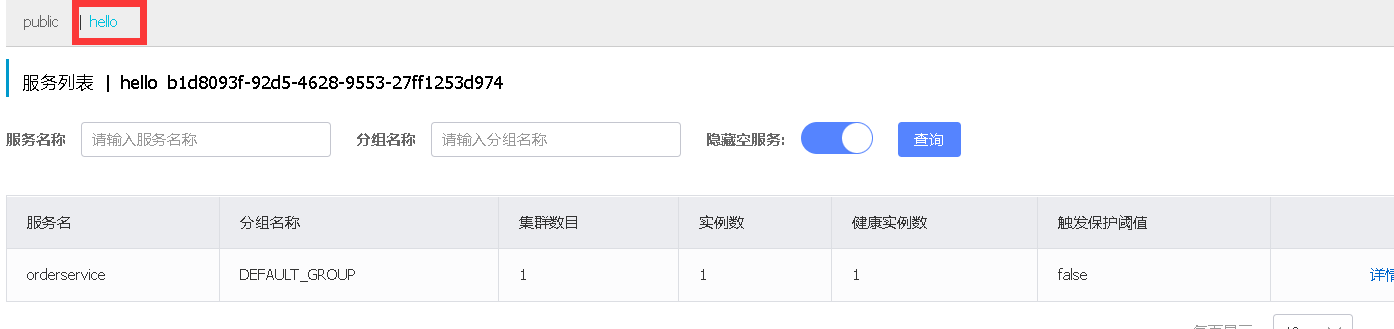 public | hello
服务列表 | hello b1d8093f-92d5-4628-9553-27ff1253d974
服务名称 请输入服务名称 分组名称 请输入分组名称 隐藏空服务: 查询
服务名 分组名称 集群数目 实例数 健康实例数 触发保护阈值
orderservice DEFAULT_GROUP 1 1 1 false 详情